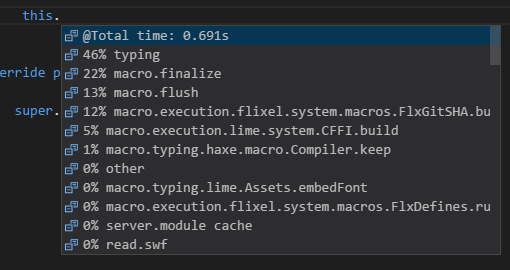 this.
@Total time: 0.691s
46% typing
erride p
22% macro.finalize
13% macro.flush
super.
12% macro.execution.flixel.system.macros.FlxGitSHA.bu
5% macro.execution.lime.system.CFFI.build
1% macro.typing.haxe.macro.Compiler.keep
0% other
0% macro.typing.lime.Assets.embedFont
0% macro.execution.flixel.system.macros.FlxDefines.ru
0% server.module cache
0% read.swf